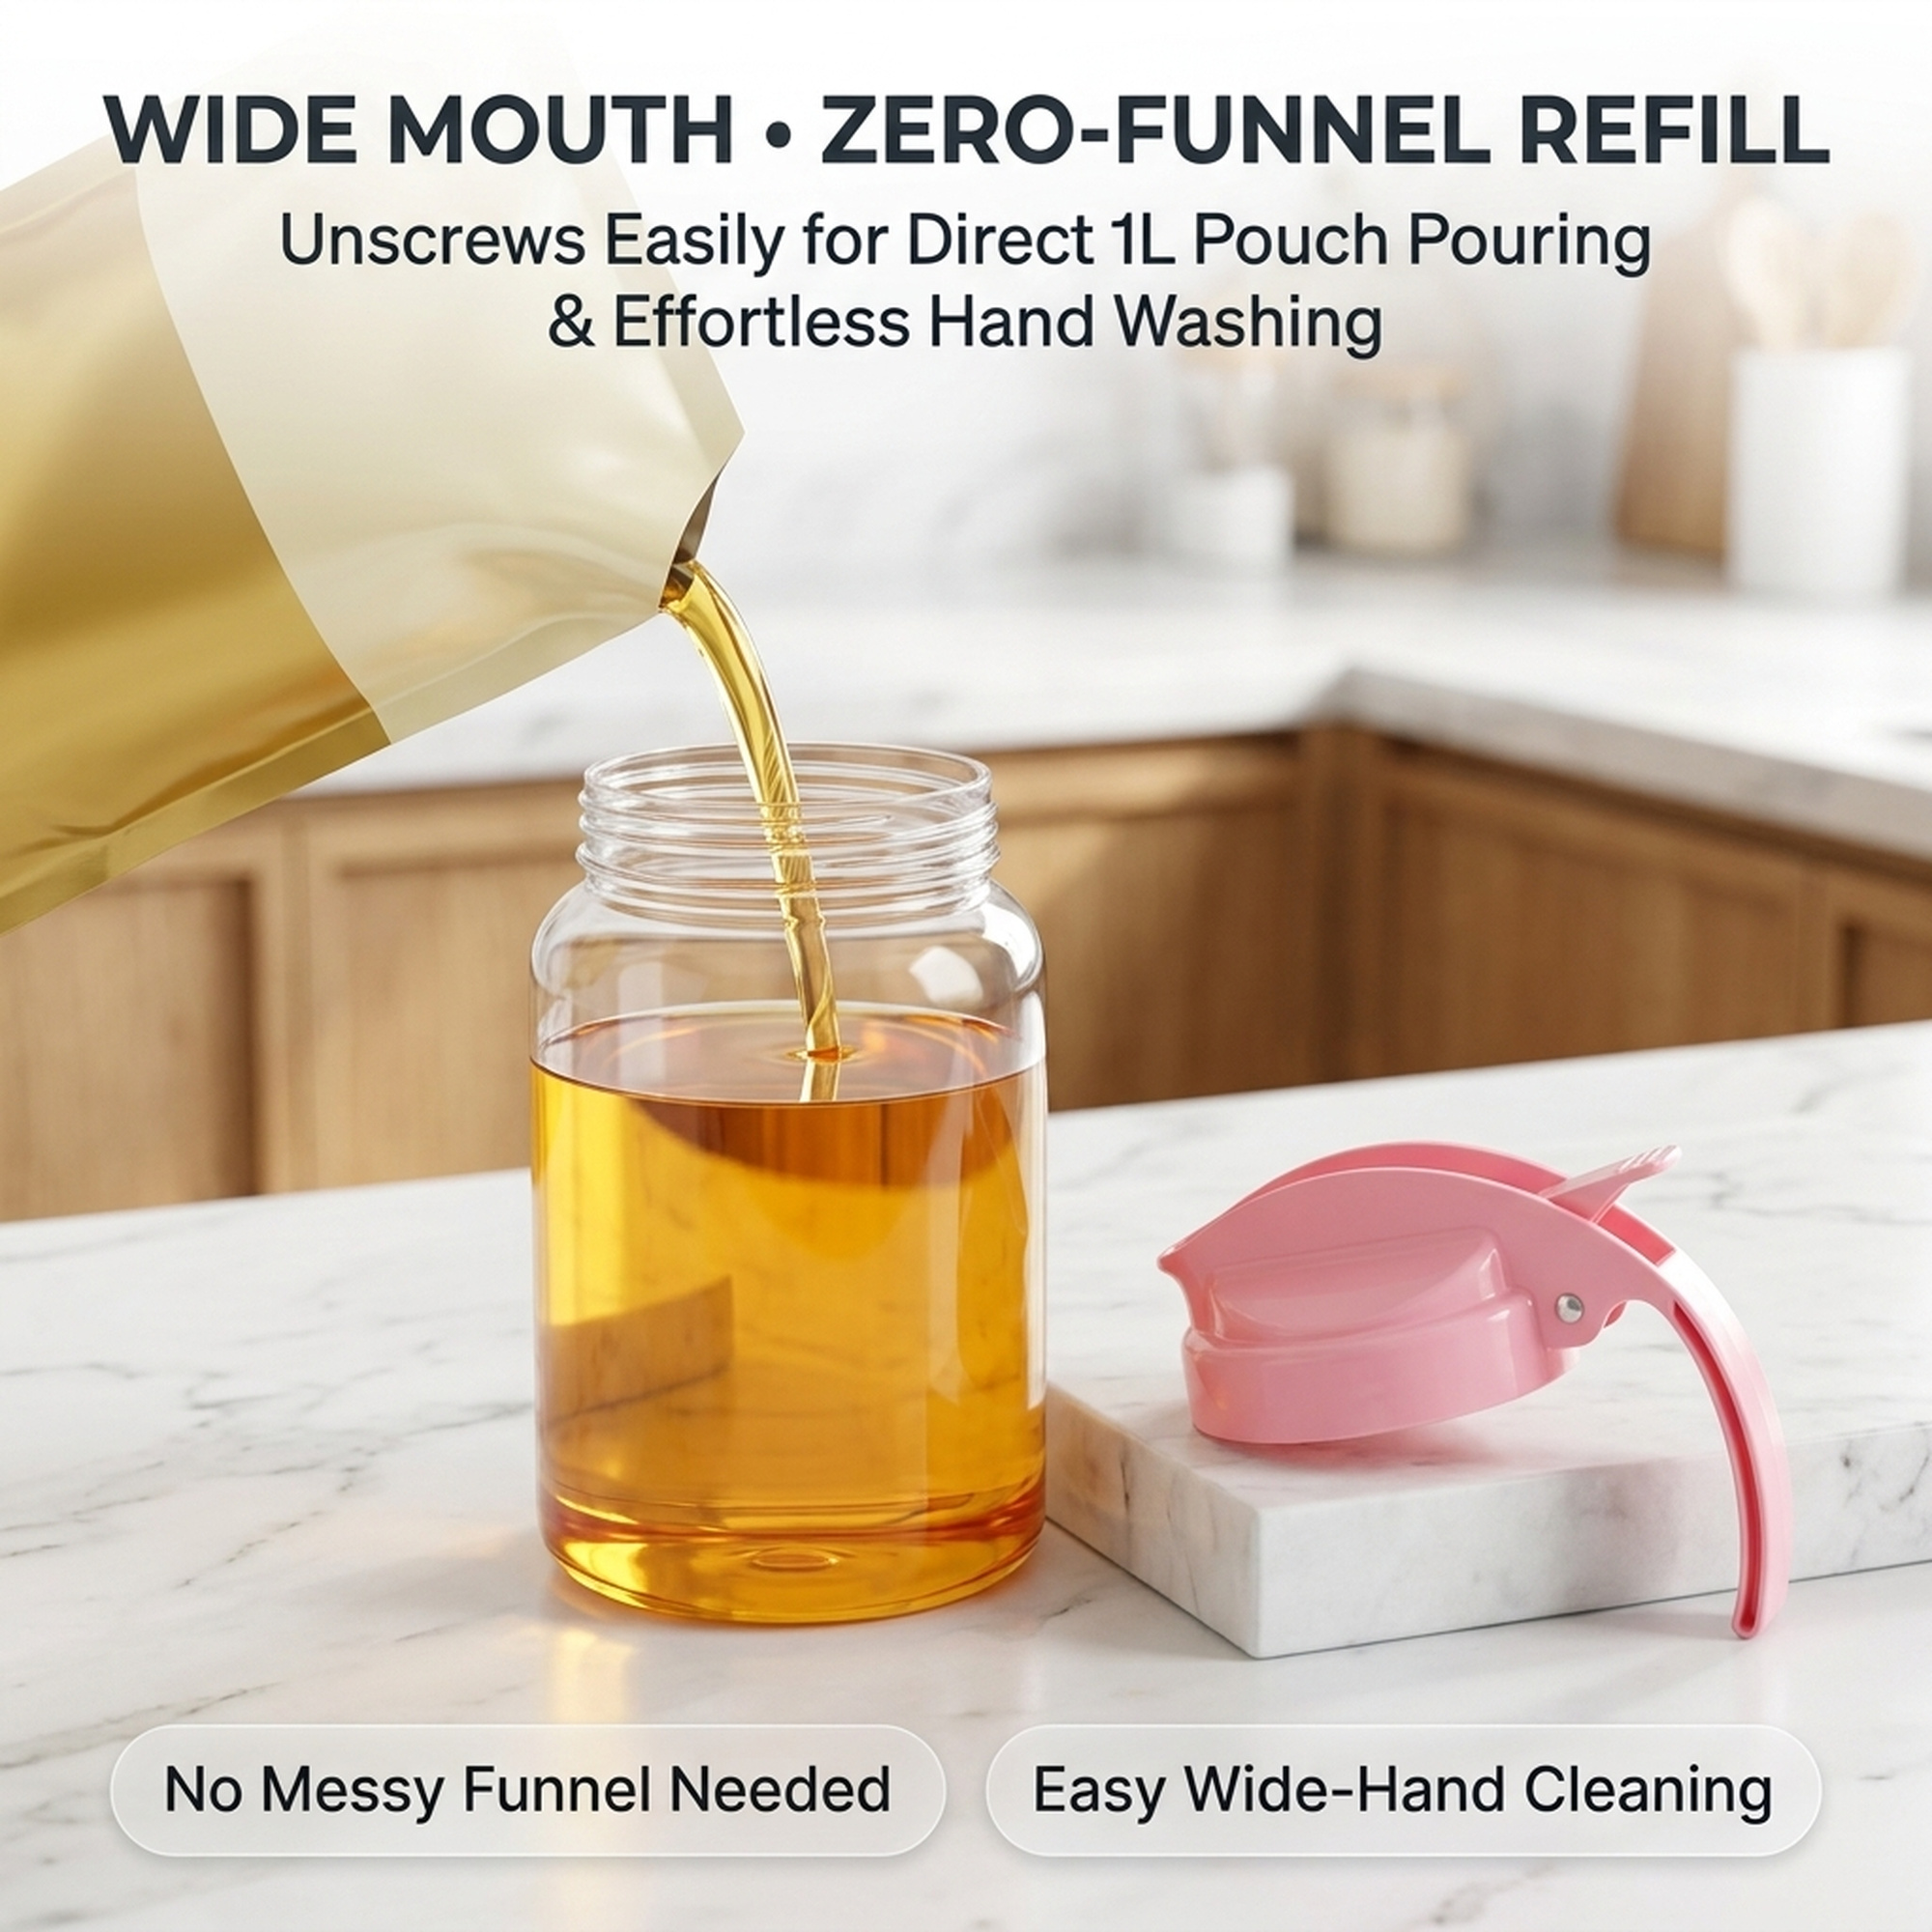 WIDE MOUTH • ZERO-FUNNEL REFILL
Unscrews Easily for Direct 1L Pouch Pouring
& Effortless Hand Washing
No Messy Funnel Needed
Easy Wide-Hand Cleaning